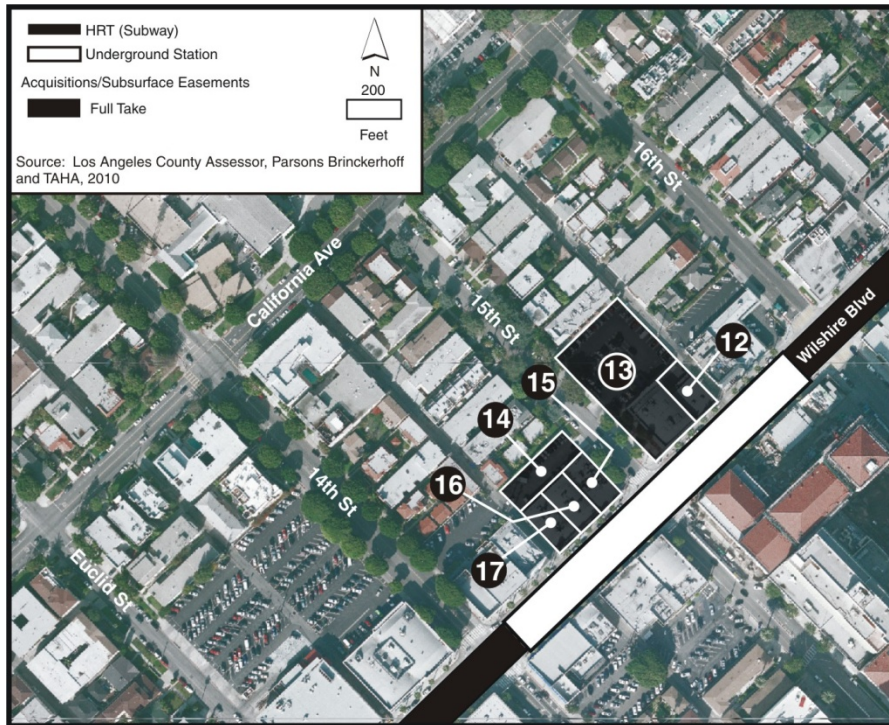 HRT (Subway)
Underground Station
Acquisitions/Subsurface Easements
Full Take
N
200
Feet
Source: Los Angeles County Assessor, Parsons Brinckerhoff
and TAHA, 2010
16th St
California Ave
15th St
Wilshire Blvd
12
13
15
14
16
14th St
17
Euclid St